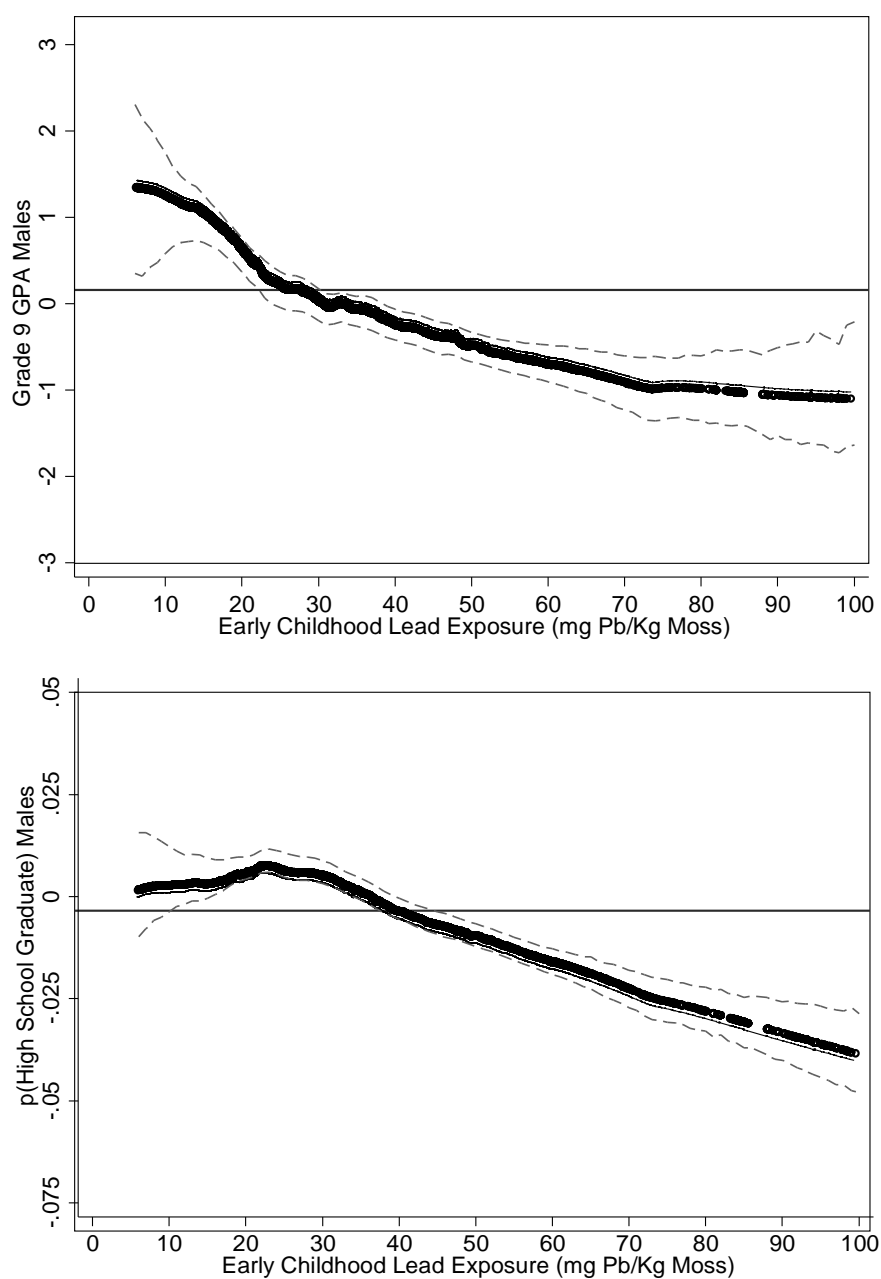 3
2
1
0
-1
-2
-3
Grade 9 GPA Males
0 10 20 30 40 50 60 70 80 90 100
Early Childhood Lead Exposure (mg Pb/Kg Moss)
.05
.025
0
-.025
-.05
-.075
p(High School Graduate) Males
0 10 20 30 40 50 60 70 80 90 100
Early Childhood Lead Exposure (mg Pb/Kg Moss)